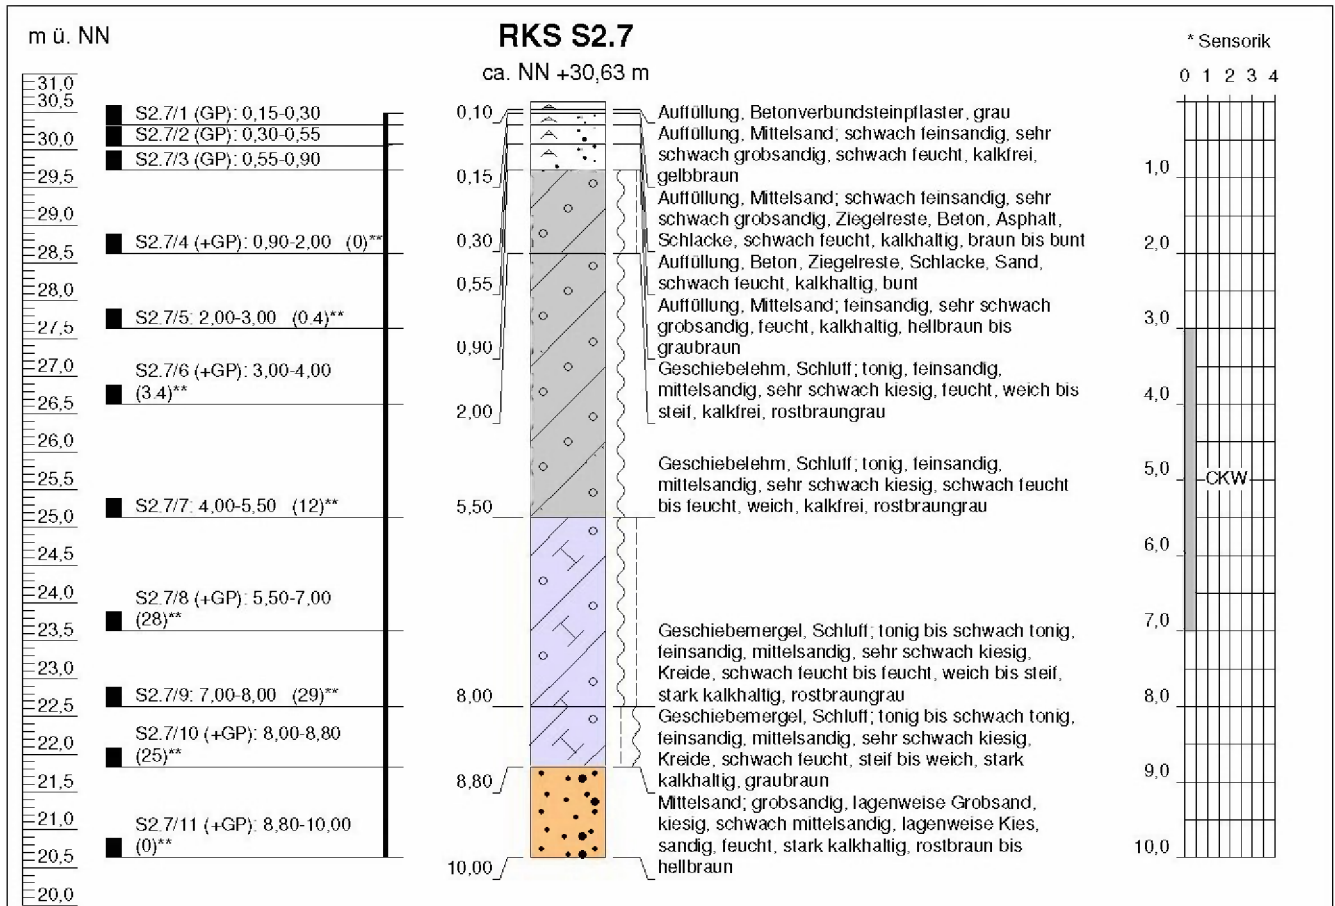 m ü. NN
RKS S2.7
ca. NN +30,63 m
* Sensorik
0 1 2 3 4
31,0
30,5
30,0
29,5
29,0
28,5
28,0
27,5
27,0
26,5
26,0
25,5
25,0
24,5
24,0
23,5
23,0
22,5
22,0
21,5
21,0
20,5
20,0
S2.7/1 (GP): 0,15-0,30
S2.7/2 (GP): 0,30-0,55
S2.7/3 (GP): 0,55-0,90
S2.7/4 (+GP): 0,90-2,00 (0)**
S2.7/5: 2,00-3,00 (0.4)**
S2.7/6 (+GP): 3,00-4,00
(3.4)**
S2.7/7: 4,00-5,50 (12)**
S2.7/8 (+GP): 5,50-7,00
(28)**
S2.7/9: 7,00-8,00 (29)**
S2.7/10 (+GP): 8,00-8,80
(25)**
S2.7/11 (+GP): 8,80-10,00
(0)**
0,10
0,15
0,30
0,55
0,90
2,00
5,50
8,00
8,80
10,00
Auffüllung, Betonverbundsteinpflaster, grau
Auffüllung, Mittelsand; schwach feinsandig, sehr
schwach grobsandig, schwach feucht, kalkfrei,
gelbbraun
Auffüllung, Mittelsand; schwach feinsandig, sehr
schwach grobsandig, Ziegelreste, Beton, Asphalt,
Schlacke, schwach feucht, kalkhaltig, braun bis bunt
Auffüllung, Beton, Ziegelreste, Schlacke, Sand,
schwach feucht, kalkhaltig, bunt
Auffüllung, Mittelsand; feinsandig, sehr schwach
grobsandig, feucht, kalkhaltig, hellbraun bis
graubraun
Geschiebelehm, Schluff; tonig, feinsandig,
mittelsandig, sehr schwach kiesig, feucht, weich bis
steif, kalkfrei, rostbraungrau
Geschiebelehm, Schluff; tonig, feinsandig,
mittelsandig, sehr schwach kiesig, schwach feucht
bis feucht, weich, kalkfrei, rostbraungrau
Geschiebemergel, Schluff; tonig bis schwach tonig,
feinsandig, mittelsandig, sehr schwach kiesig,
Kreide, schwach feucht bis feucht, weich bis steif,
stark kalkhaltig, rostbraungrau
Geschiebemergel, Schluff; tonig bis schwach tonig,
feinsandig, mittelsandig, sehr schwach kiesig,
Kreide, schwach feucht, steif bis weich, stark
kalkhaltig, graubraun
Mittelsand; grobsandig, lagenweise Grobsand,
kiesig, schwach mittelsandig, lagenweise Kies,
sandig, feucht, stark kalkhaltig, rostbraun bis
hellbraun
1,0
2,0
3,0
4,0
5,0
6,0
7,0
8,0
9,0
10,0
CKW